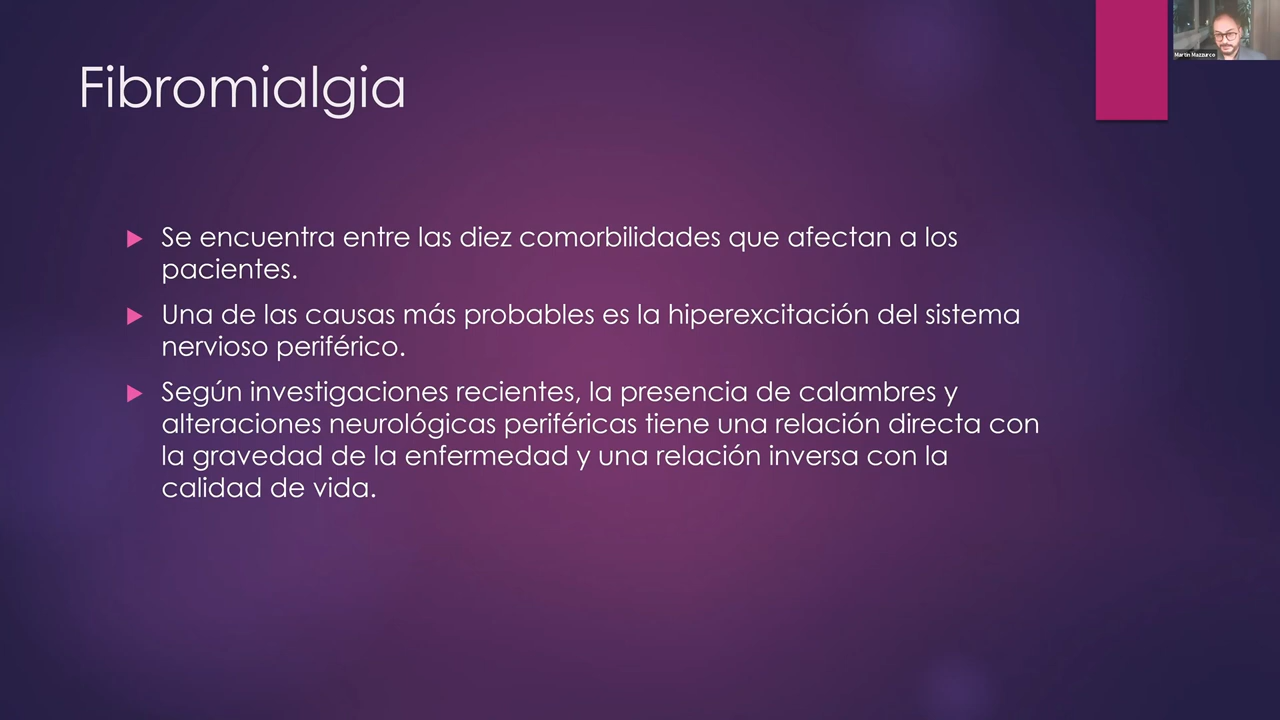 Fibromialgia
Martin Mazzurco
Se encuentra entre las diez comorbilidades que afectan a los
pacientes.
Una de las causas más probables es la hiperexcitación del sistema
nervioso periférico.
Según investigaciones recientes, la presencia de calambres y
alteraciones neurológicas periféricas tiene una relación directa con
la gravedad de la enfermedad y una relación inversa con la
calidad de vida.